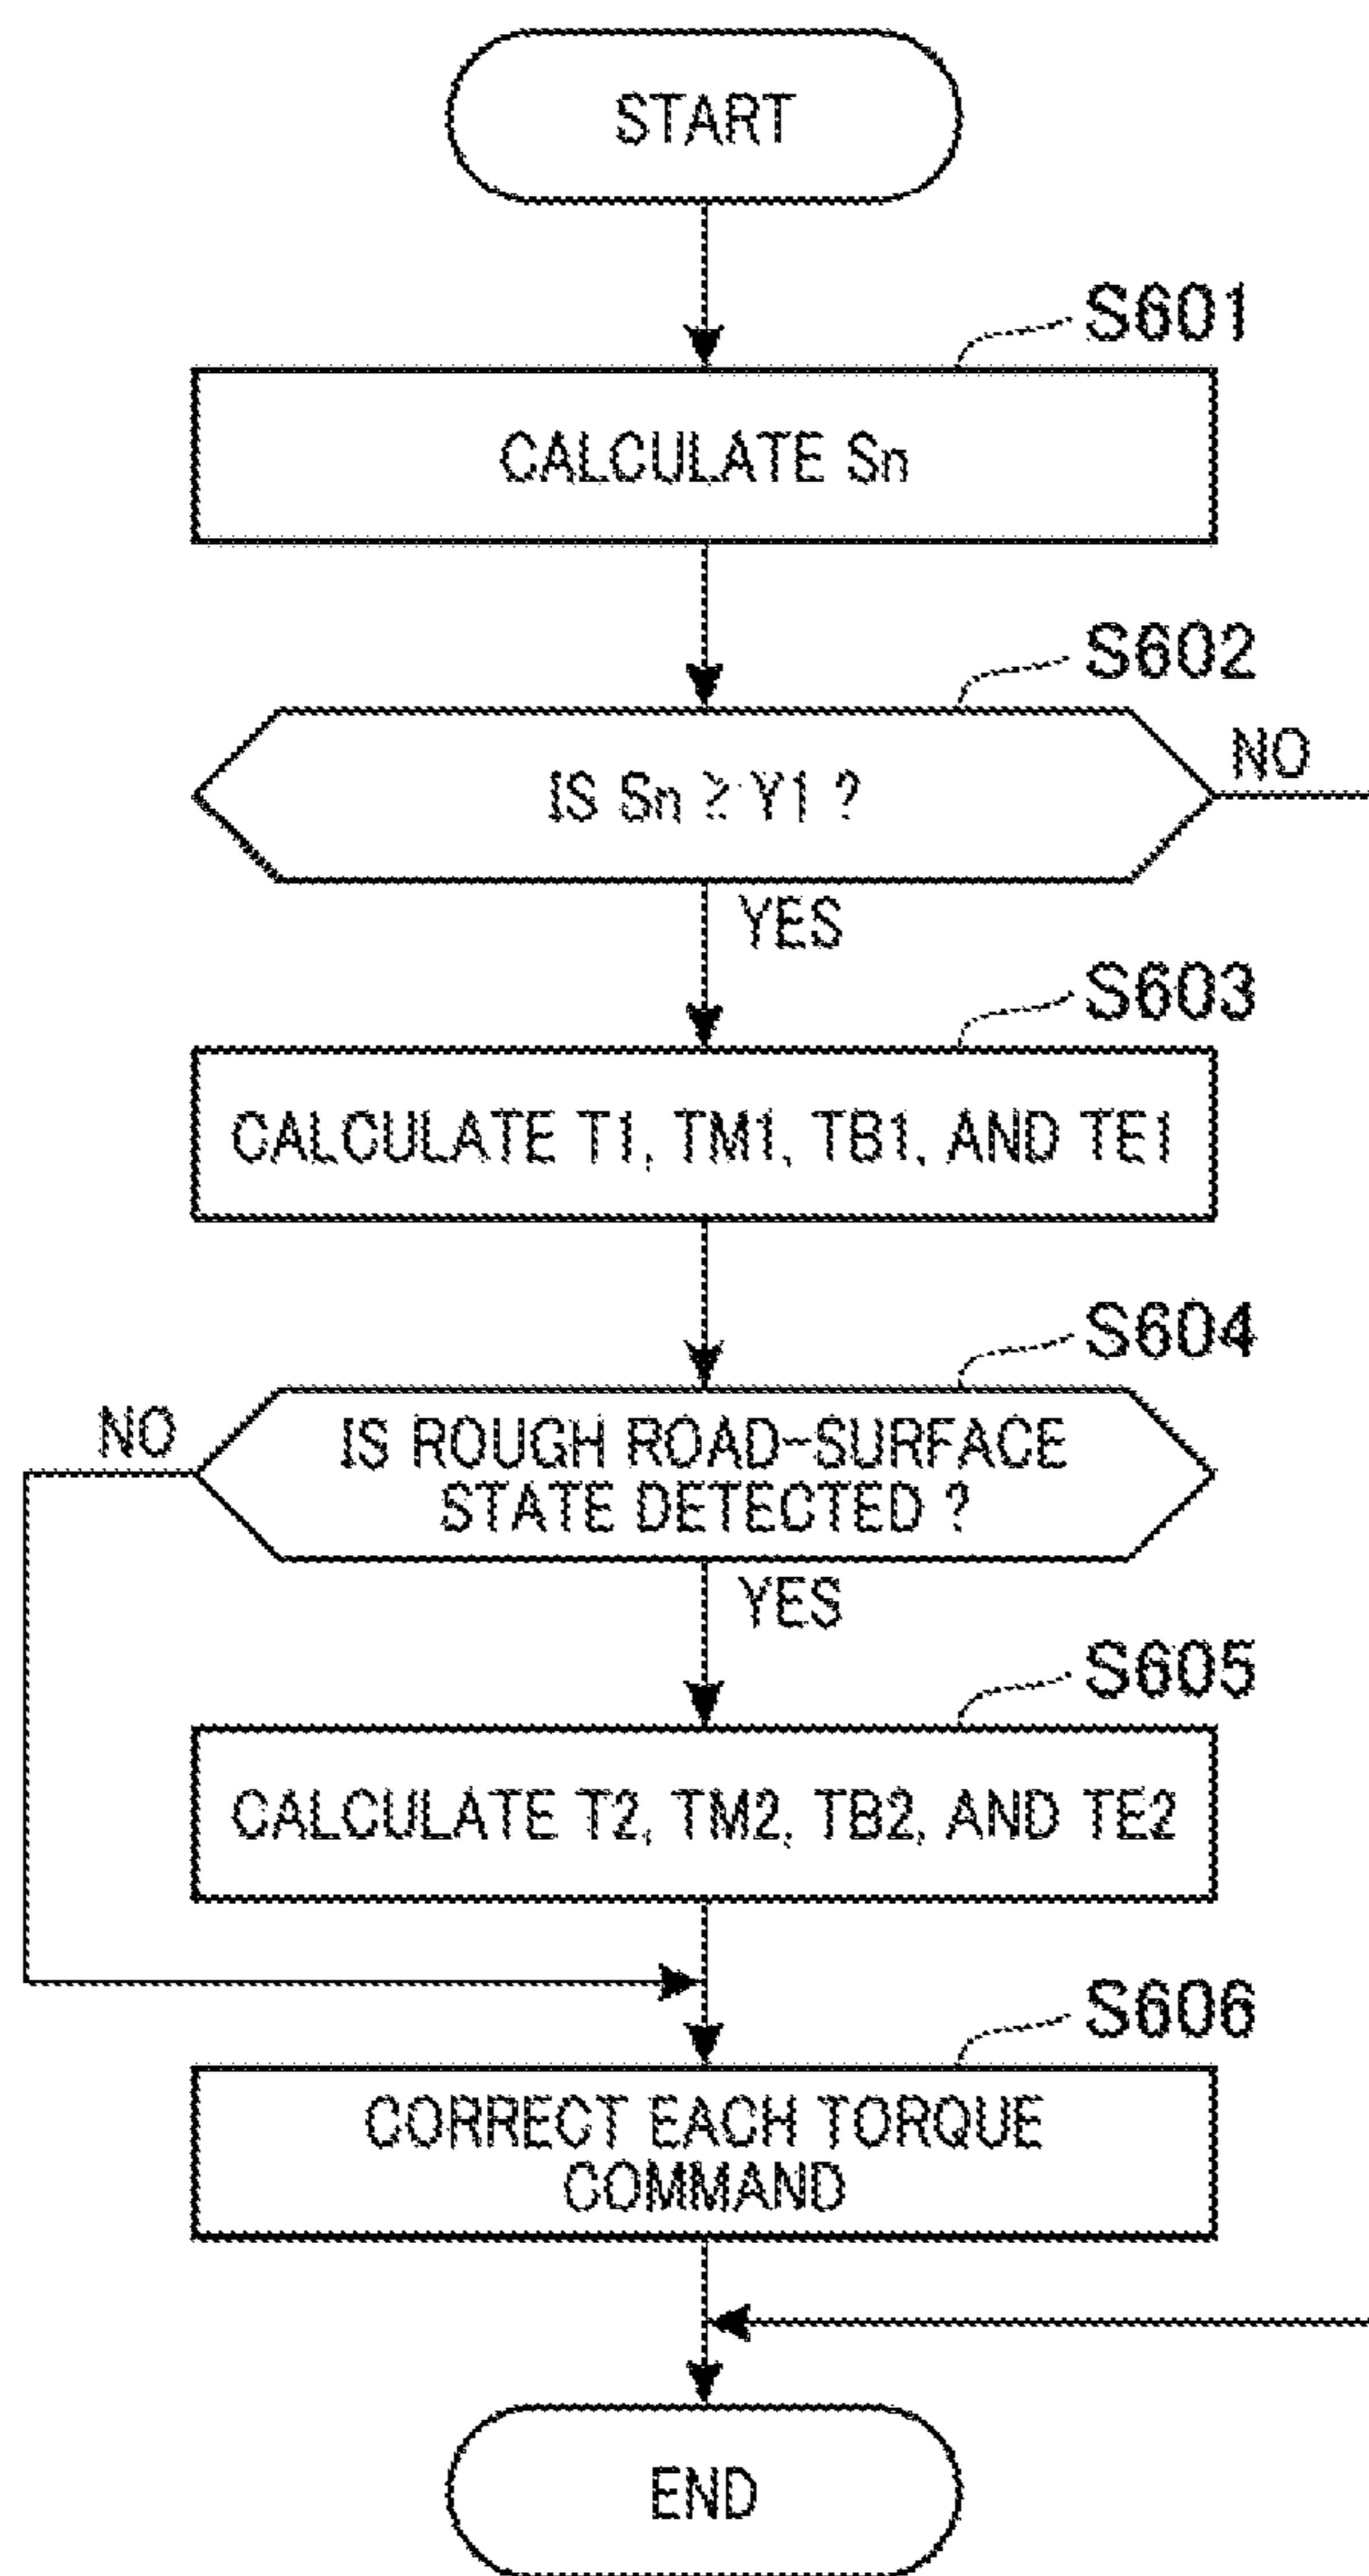 START
S601
CALCULATE Sn
S602
IS Sn ≥ Y1 ?
NO
YES
S603
CALCULATE T1, TM1, TB1, AND TE1
S604
NO
IS ROUGH ROAD-SURFACE
STATE DETECTED ?
YES
S605
CALCULATE T2, TM2, TB2, AND TE2
S606
CORRECT EACH TORQUE
COMMAND
END